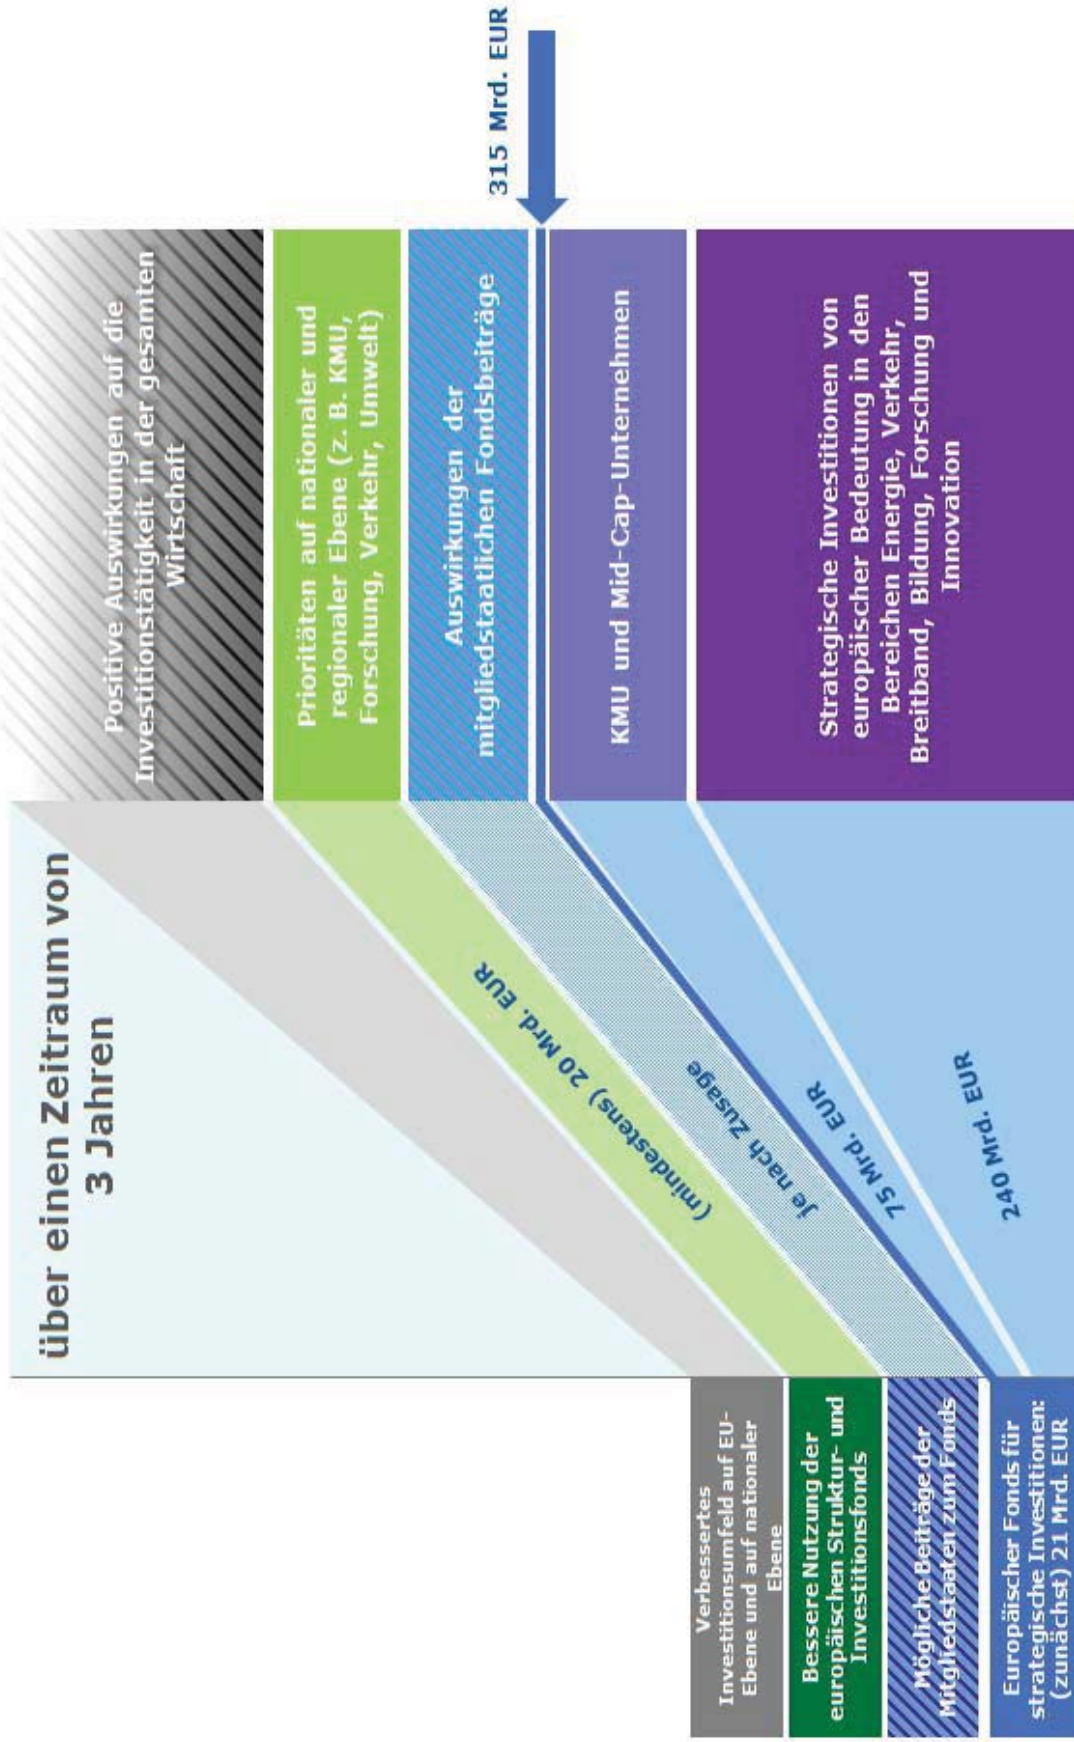 über einen Zeitraum von
3 Jahren
Verbessertes
Investitionsumfeld auf EU-
Ebene und auf nationaler
Ebene
Bessere Nutzung der
europäischen Struktur- und
Investitionsfonds
Mögliche Beiträge der
Mitgliedstaaten zum Fonds
Europäischer Fonds für
strategische Investitionen:
(zunächst) 21 Mrd. EUR
(mindestens) 20 Mrd. EUR
je nach Zusage
75 Mrd. EUR
240 Mrd. EUR
Positive Auswirkungen auf die
Investitionstätigkeit in der gesamten
Wirtschaft
Prioritäten auf nationaler und
regionaler Ebene (z. B. KMU,
Forschung, Verkehr, Umwelt)
Auswirkungen der
mitgliedstaatlichen Fondsbeiträge
KMU und Mid-Cap-Unternehmen
Strategische Investitionen von
europäischer Bedeutung in den
Bereichen Energie, Verkehr,
Breitband, Bildung, Forschung und
Innovation
315 Mrd. EUR